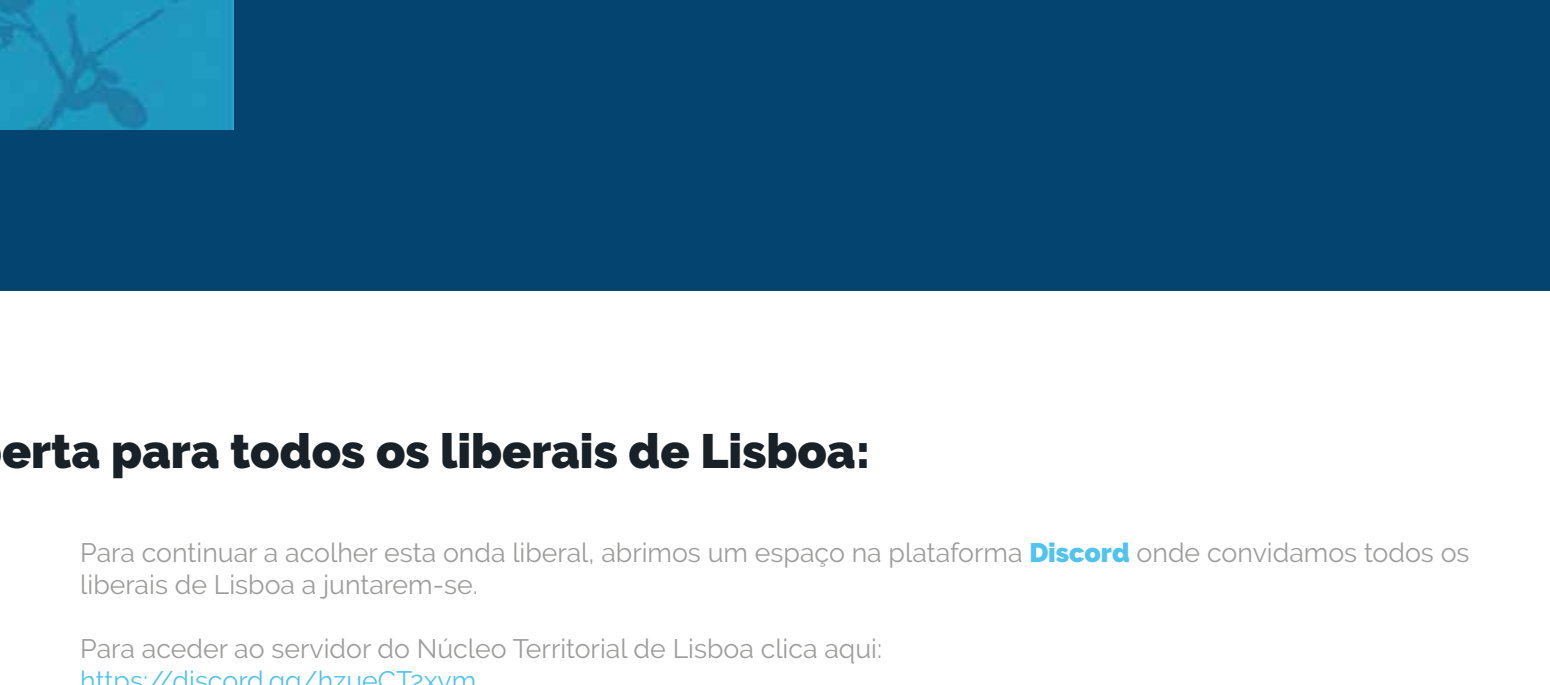 erta para todos os liberais de Lisboa:
Para continuar a acolher esta onda liberal, abrimos um espaço na plataforma Discord onde convidamos todos os
liberais de Lisboa a juntarem-se.
Para aceder ao servidor do Núcleo Territorial de Lisboa clica aqui: